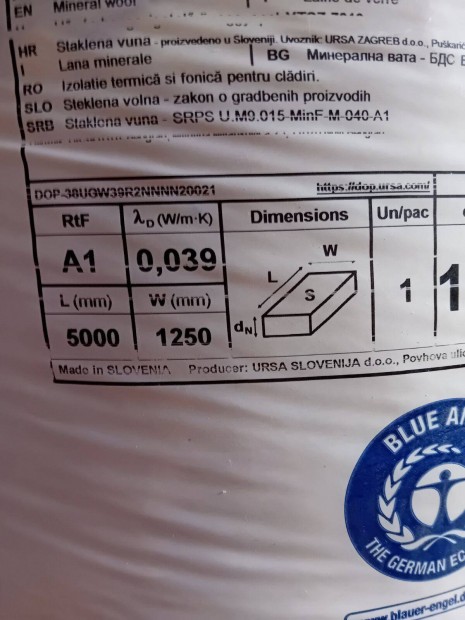 EN Mineral wool
HR Staklena vuna - proizvedeno u Sloveniji. Uvoznik: URSA ZAGREB d.o.o.,
I Lana minerale BG Минерална вата - БДС
RO Izolatie termică si fonică pentru clădiri.
SLO Steklena volna - zakon o gradbenih proizvodih
SRB Staklena vuna - SRPS U.M9.015-MinF-M-040-A1
DOP-38UGW39R2NNNN20021 https://dop.ursa.com/
RtF λD (W/m·K) Dimensions Un/pac
A1 0,039 1 1
L W S dN
L (mm) W (mm)
5000 1250
Made in SLOVENIA Producer: URSA SLOVENIJA d.o.o., Povhova
BLUE
THE GERMAN
blauer-engel.d